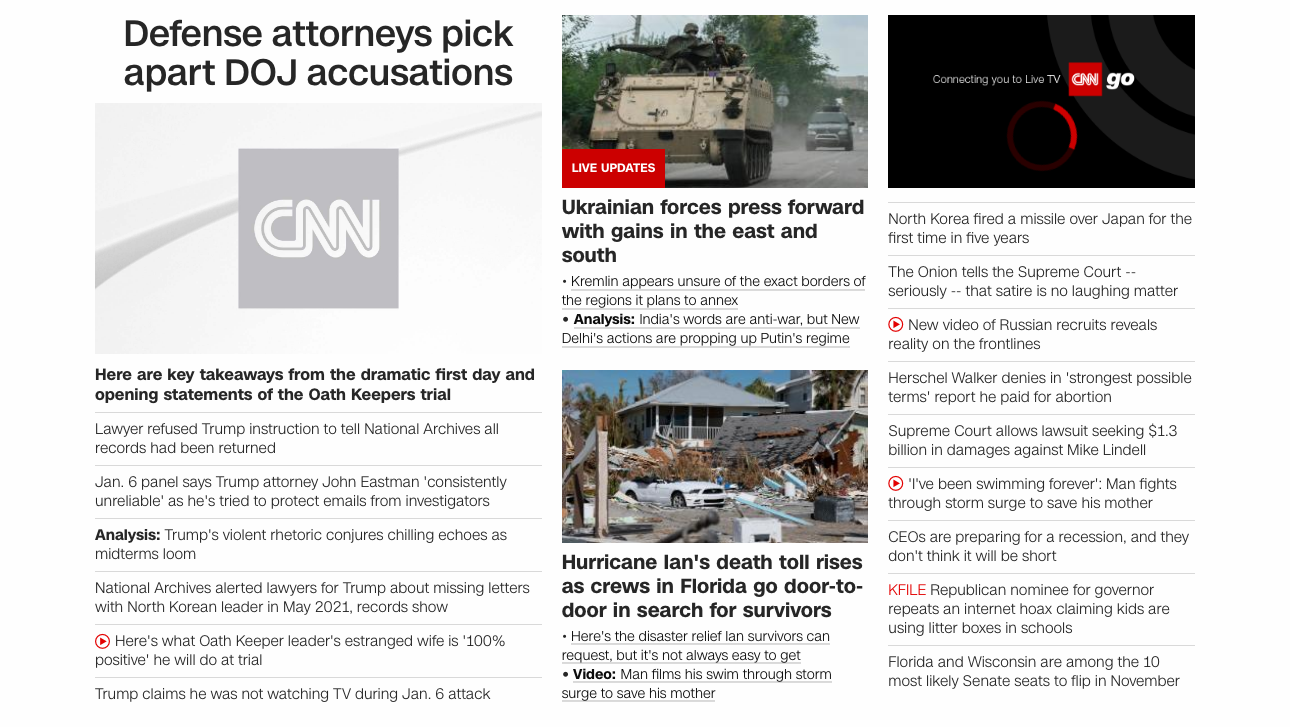 Defense attorneys pick
apart DOJ accusations
CNN
Here are key takeaways from the dramatic first day and
opening statements of the Oath Keepers trial
Lawyer refused Trump instruction to tell National Archives all
records had been returned
Jan. 6 panel says Trump attorney John Eastman 'consistently
unreliable' as he's tried to protect emails from investigators
Analysis: Trump's violent rhetoric conjures chilling echoes as
midterms loom
National Archives alerted lawyers for Trump about missing letters
with North Korean leader in May 2021, records show
Here's what Oath Keeper leader's estranged wife is '100%
positive' he will do at trial
Trump claims he was not watching TV during Jan. 6 attack
LIVE UPDATES
Ukrainian forces press forward
with gains in the east and
south
• Kremlin appears unsure of the exact borders of
the regions it plans to annex
• Analysis: India's words are anti-war, but New
Delhi's actions are propping up Putin's regime
Hurricane Ian's death toll rises
as crews in Florida go door-to-
door in search for survivors
• Here's the disaster relief Ian survivors can
request, but it's not always easy to get
• Video: Man films his swim through storm
surge to save his mother
Connecting you to Live TV CNN go
North Korea fired a missile over Japan for the
first time in five years
The Onion tells the Supreme Court --
seriously -- that satire is no laughing matter
New video of Russian recruits reveals
reality on the frontlines
Herschel Walker denies in 'strongest possible
terms' report he paid for abortion
Supreme Court allows lawsuit seeking $1.3
billion in damages against Mike Lindell
'I've been swimming forever': Man fights
through storm surge to save his mother
CEOs are preparing for a recession, and they
don't think it will be short
KFILE Republican nominee for governor
repeats an internet hoax claiming kids are
using litter boxes in schools
Florida and Wisconsin are among the 10
most likely Senate seats to flip in November